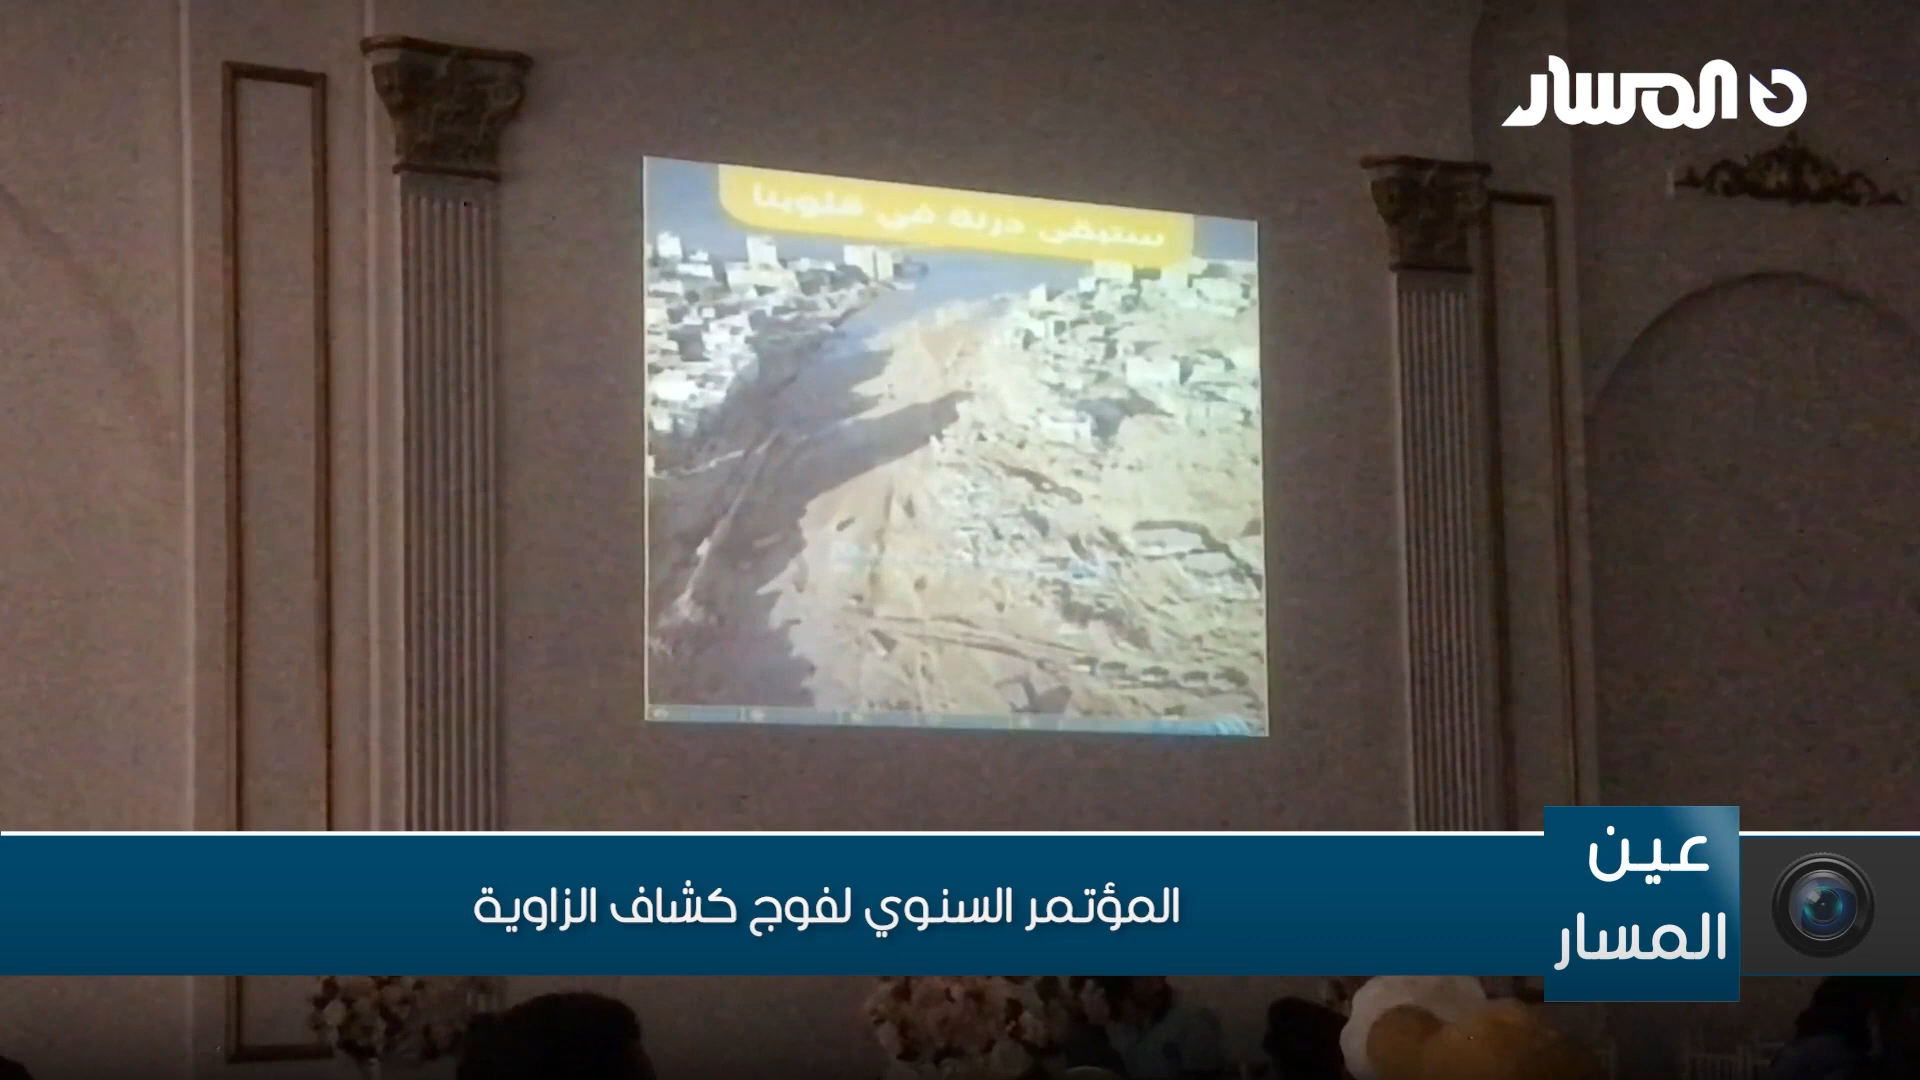 المسار
ستبقى درنة في قلوبنا
عين
المسار
المؤتمر السنوي لفوج كشاف الزاوية